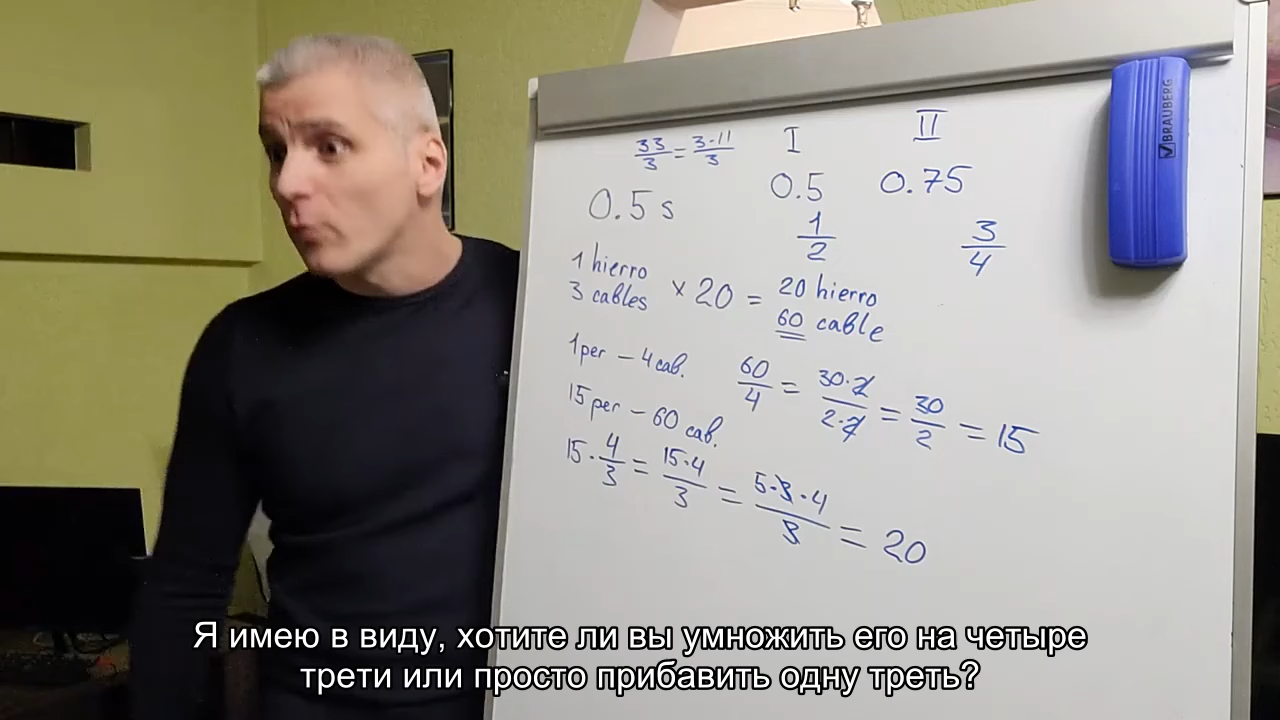 33/3 = 3·11/3
I
II
0.5 s
0.5
0.75
1/2
3/4
1 hierro
3 cables
× 20 =
20 hierro
60 cable
1 per – 4 cab.
60/4 = 30·2/2·2 = 30/2 = 15
15 per – 60 cab.
15 · 4/3 = 15·4/3 = 5·3·4/3 = 20
BRAUBERG
Я имею в виду, хотите ли вы умножить его на четыре
трети или просто прибавить одну треть?